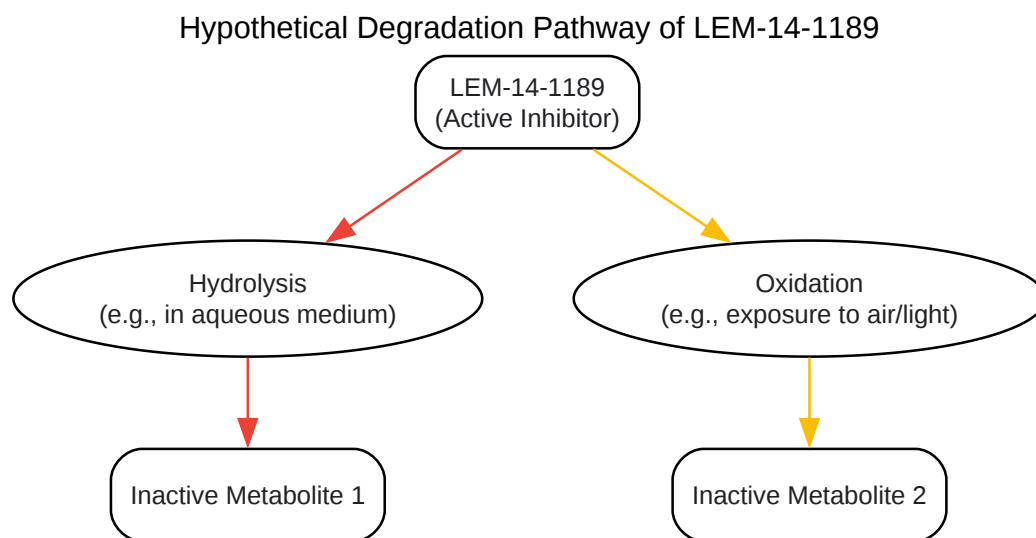 Hypothetical Degradation Pathway of LEM-14-1189
LEM-14-1189
(Active Inhibitor)
Hydrolysis
(e.g., in aqueous medium)
Oxidation
(e.g., exposure to air/light)
Inactive Metabolite 1
Inactive Metabolite 2